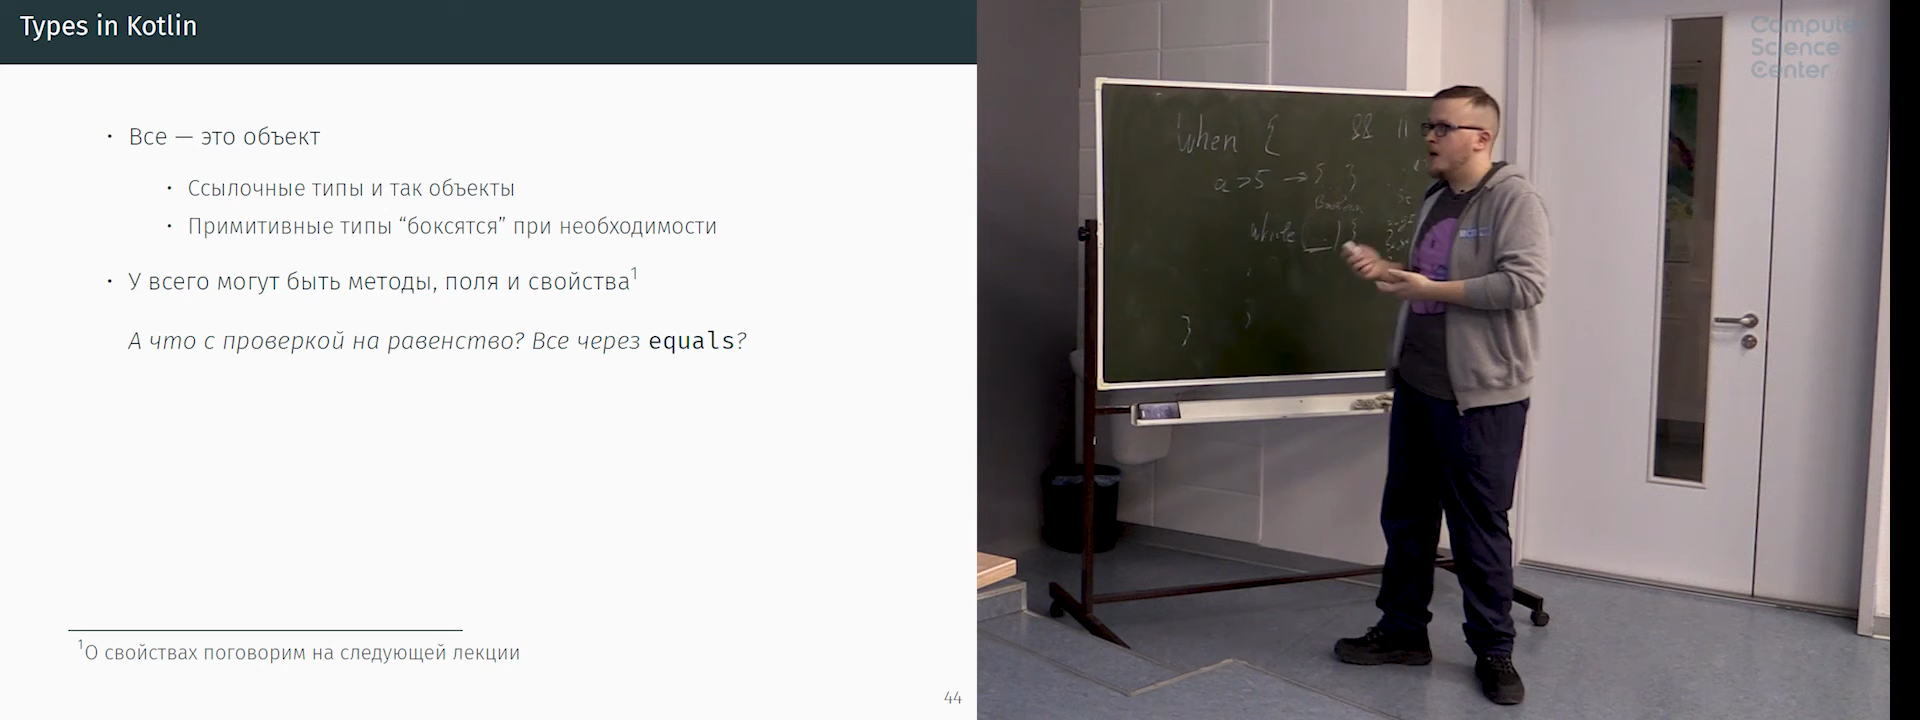 Types in Kotlin
• Все — это объект
• Ссылочные типы и так объекты
• Примитивные типы “боксятся” при необходимости
• У всего могут быть методы, поля и свойства¹
А что с проверкой на равенство? Все через equals?
¹О свойствах поговорим на следующей лекции
44
Computer
Science
Center
when { && ||
a > 5 → { }
while ( ) {
}
}